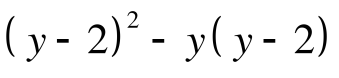 (y - 2)² - y(y - 2)